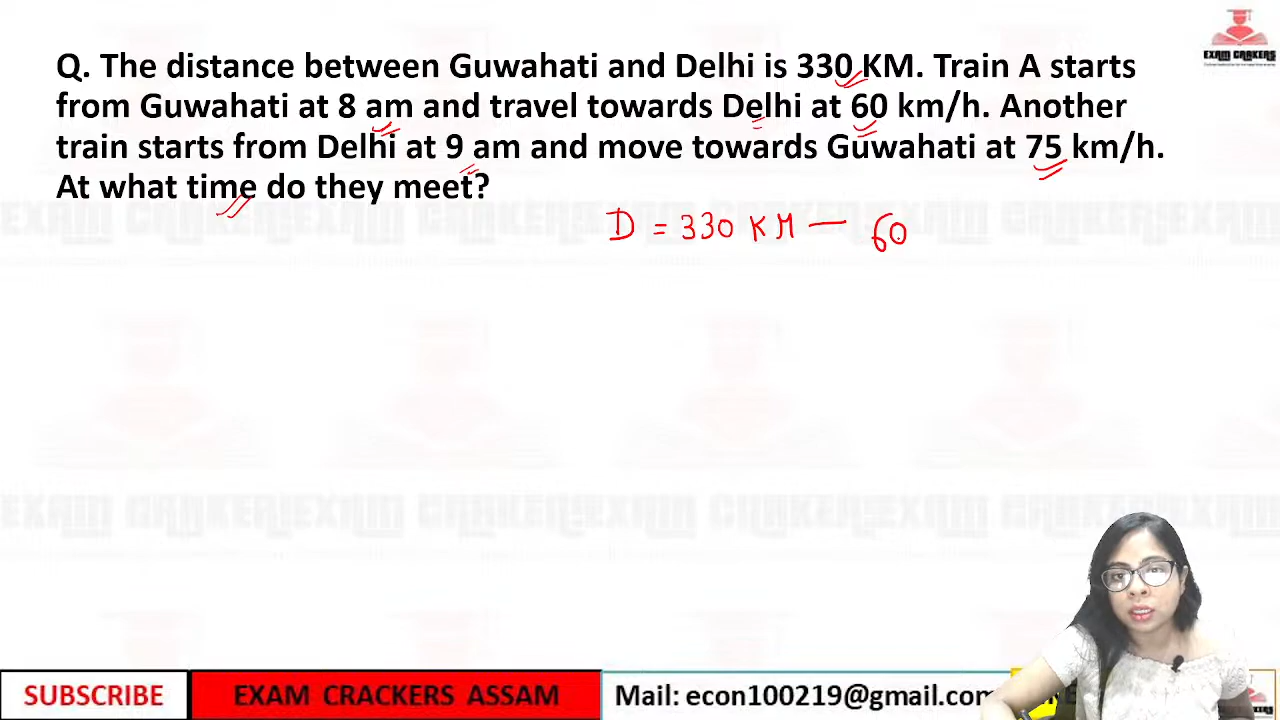 EXAM CRAKERS
Q. The distance between Guwahati and Delhi is 330 KM. Train A starts
from Guwahati at 8 am and travel towards Delhi at 60 km/h. Another
train starts from Delhi at 9 am and move towards Guwahati at 75 km/h.
At what time do they meet?
D = 330 KM — 60
SUBSCRIBE
EXAM CRACKERS ASSAM
Mail: econ100219@gmail.com